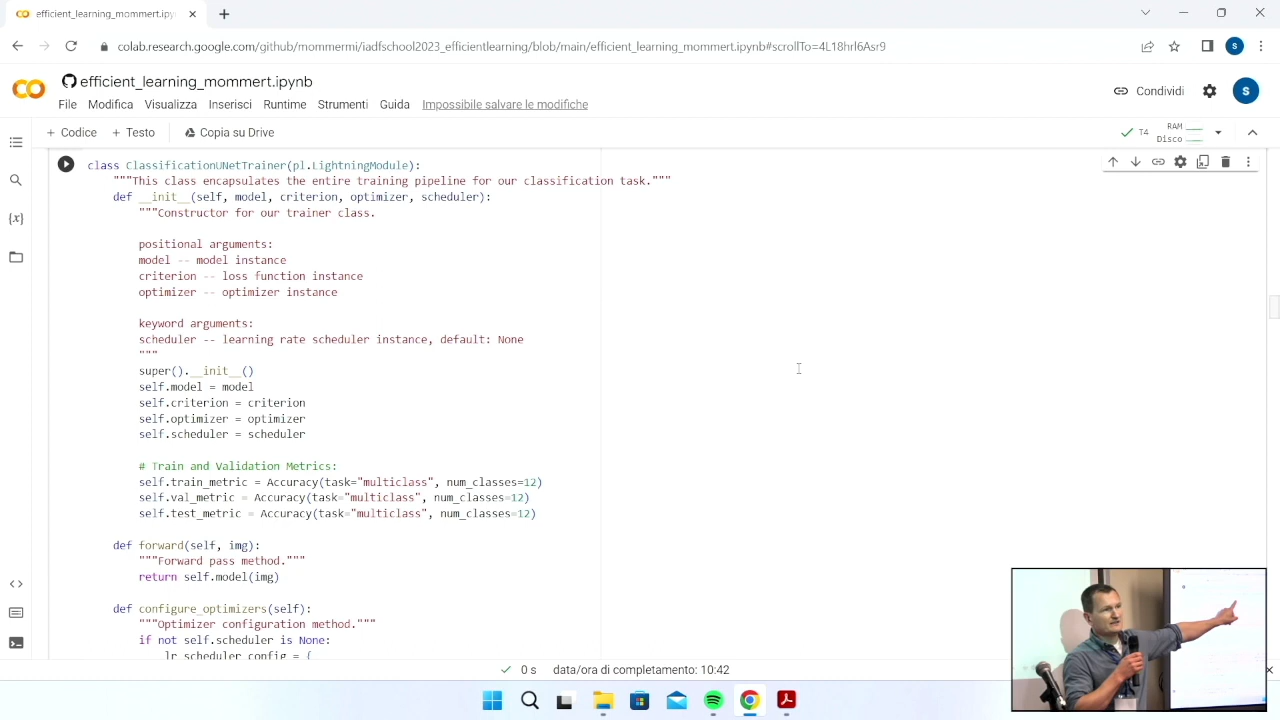 efficient_learning_mommert.ipyn
colab.research.google.com/github/mommermi/iadfschool2023_efficientlearning/blob/main/efficient_learning_mommert.ipynb#scrollTo=4L18hrl6Asr9
S
efficient_learning_mommert.ipynb
File Modifica Visualizza Inserisci Runtime Strumenti Guida Impossibile salvare le modifiche
Condividi
S
+ Codice + Testo Copia su Drive
T4 RAM
Disco
class ClassificationUNetTrainer(pl.LightningModule):
"""This class encapsulates the entire training pipeline for our classification task."""
def __init__(self, model, criterion, optimizer, scheduler):
"""Constructor for our trainer class.
positional arguments:
model -- model instance
criterion -- loss function instance
optimizer -- optimizer instance
keyword arguments:
scheduler -- learning rate scheduler instance, default: None
"""
super().__init__()
self.model = model
self.criterion = criterion
self.optimizer = optimizer
self.scheduler = scheduler
# Train and Validation Metrics:
self.train_metric = Accuracy(task="multiclass", num_classes=12)
self.val_metric = Accuracy(task="multiclass", num_classes=12)
self.test_metric = Accuracy(task="multiclass", num_classes=12)
def forward(self, img):
"""Forward pass method."""
return self.model(img)
def configure_optimizers(self):
"""Optimizer configuration method."""
if not self.scheduler is None:
lr_scheduler_config = {
0 s data/ora di completamento: 10:42